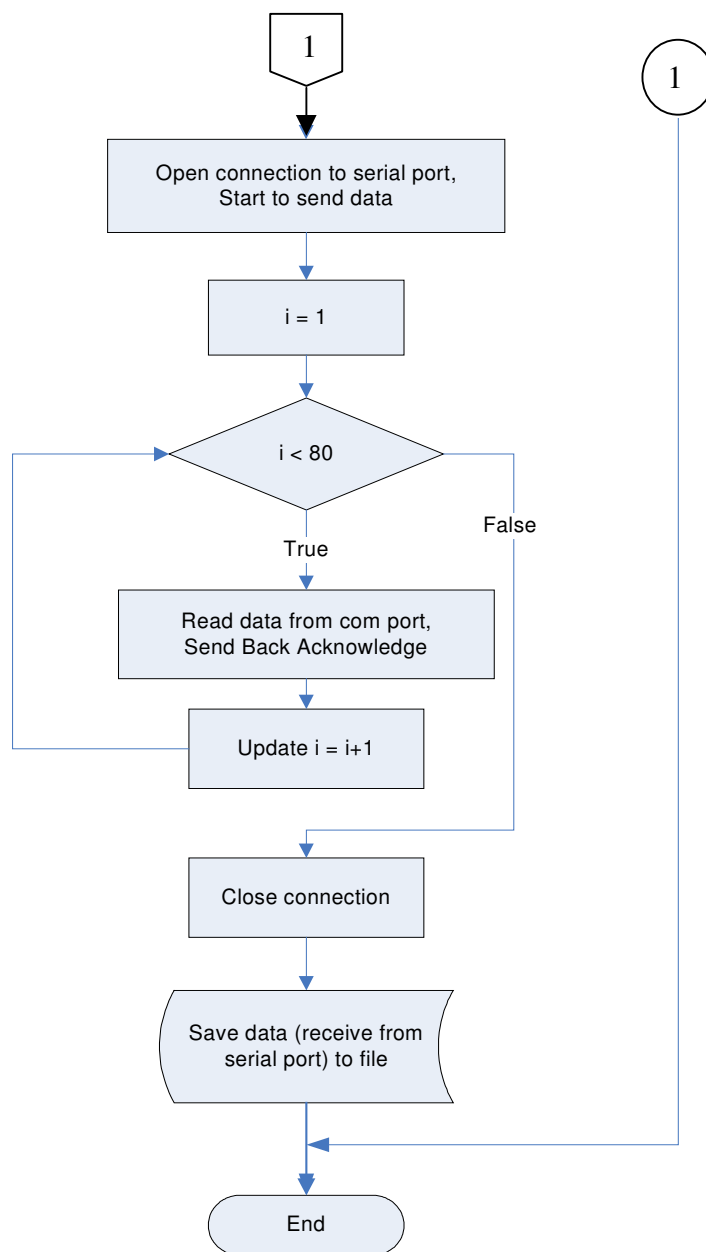 1
1
Open connection to serial port,
Start to send data
i = 1
i < 80
False
True
Read data from com port,
Send Back Acknowledge
Update i = i+1
Close connection
Save data (receive from
serial port) to file
End